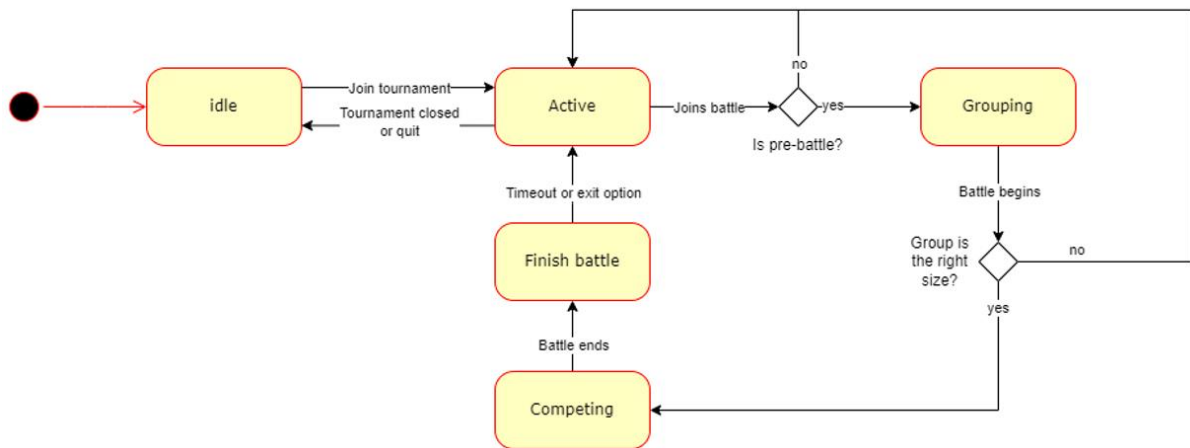 no
Join tournament
idle
Active
Joins battle
yes
Grouping
Tournament closed
or quit
Is pre-battle?
Timeout or exit option
Battle begins
Group is
the right
size?
no
Finish battle
yes
Battle ends
Competing